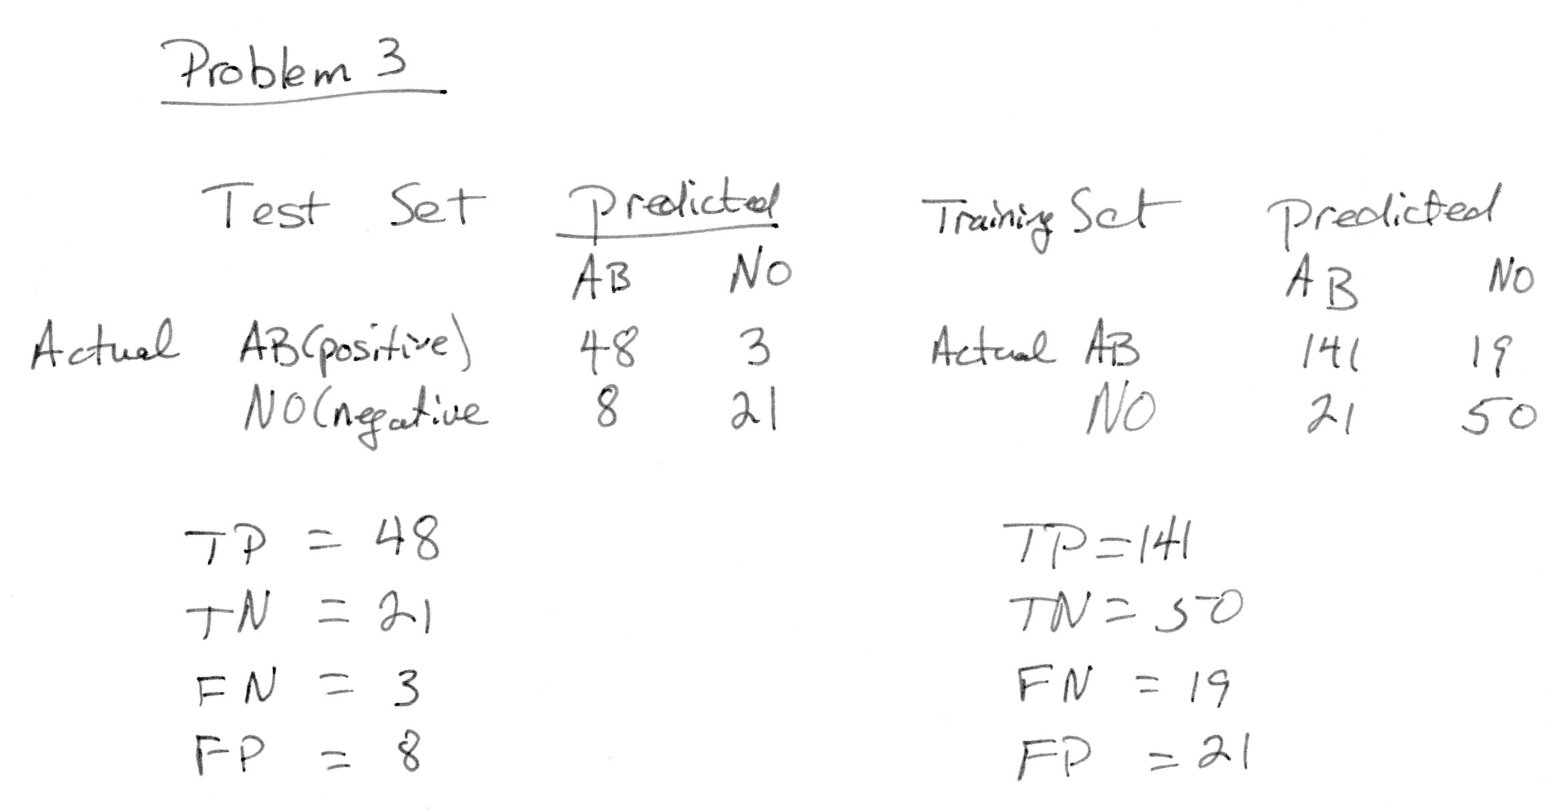 Problem 3
Test Set Predicted Training Set Predicted
AB NO AB NO
Actual AB(positive) 48 3 Actual AB 141 19
NO(negative 8 21 NO 21 50
TP = 48 TP = 141
TN = 21 TN = 50
FN = 3 FN = 19
FP = 8 FP = 21